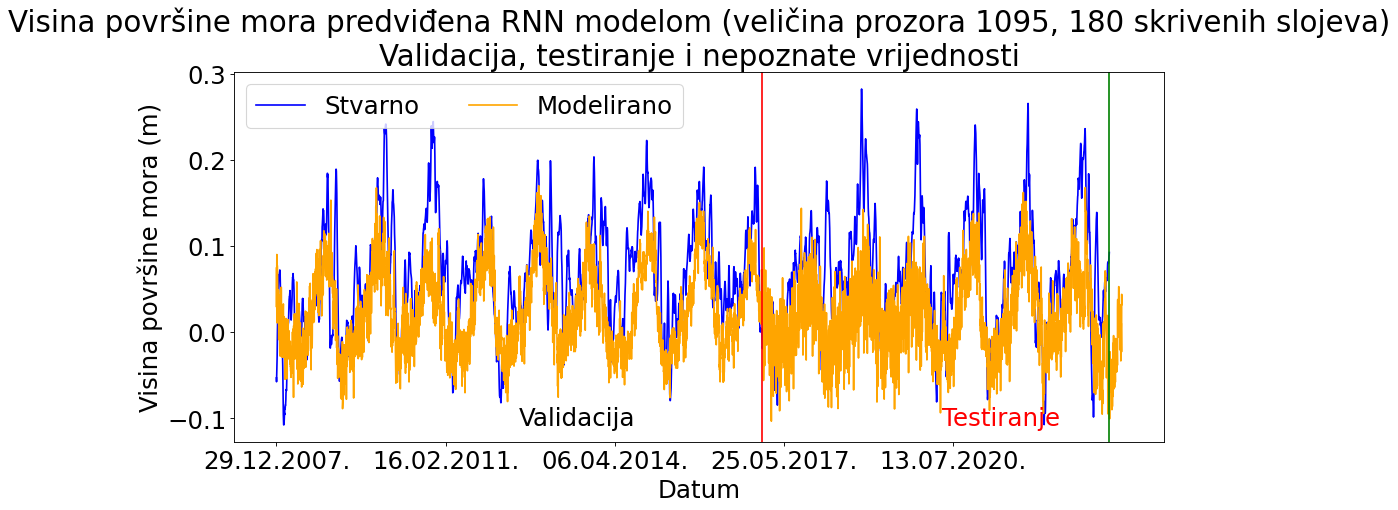 Visina površine mora predviđena RNN modelom (veličina prozora 1095, 180 skrivenih slojeva)
Validacija, testiranje i nepoznate vrijednosti
Stvarno Modelirano
Visina površine mora (m)
0.3
0.2
0.1
0.0
−0.1
Validacija Testiranje
29.12.2007. 16.02.2011. 06.04.2014. 25.05.2017. 13.07.2020.
Datum